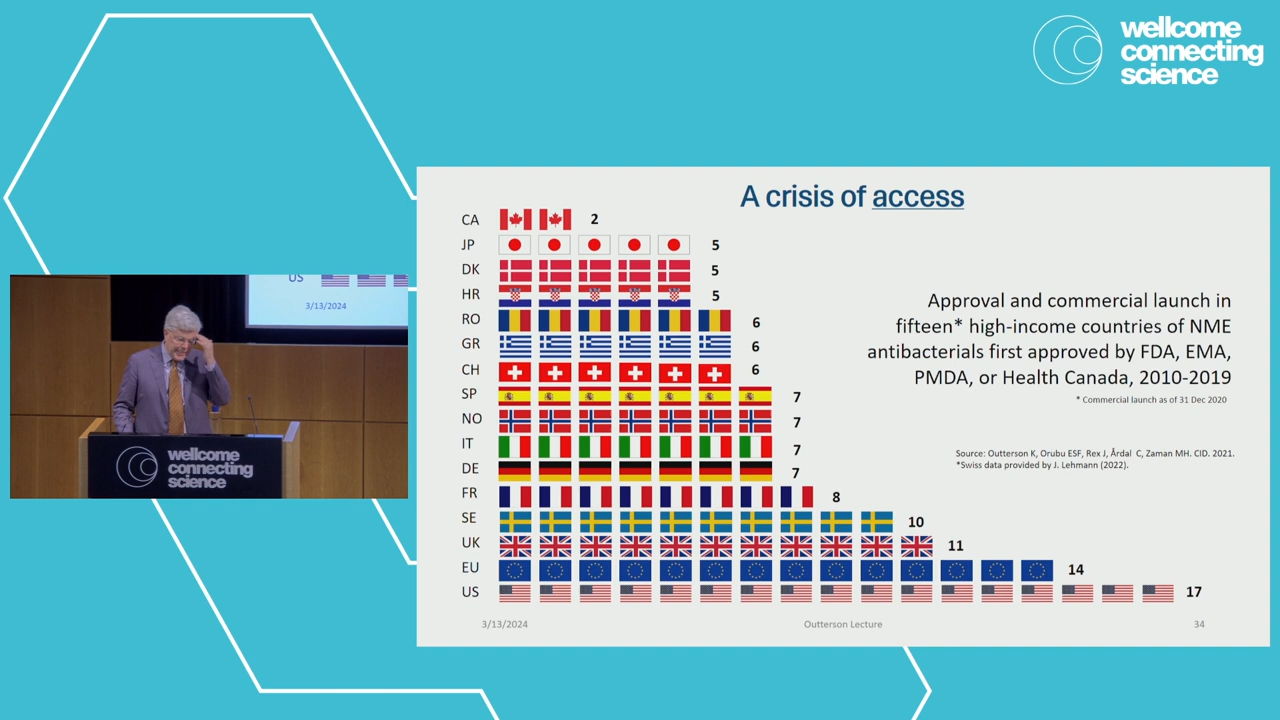 wellcome
connecting
science
A crisis of access
CA 2
JP 5
DK 5
HR 5
RO 6
GR 6
CH 6
SP 7
NO 7
IT 7
DE 7
FR 8
SE 10
UK 11
EU 14
US 17
Approval and commercial launch in
fifteen* high-income countries of NME
antibacterials first approved by FDA, EMA,
PMDA, or Health Canada, 2010-2019
* Commercial launch as of 31 Dec 2020
Source: Outterson K, Orubu ESF, Rex J, Årdal C, Zaman MH. CID. 2021.
*Swiss data provided by J. Lehmann (2022).
3/13/2024 Outterson Lecture 34
US
3/13/2024
wellcome
connecting
science